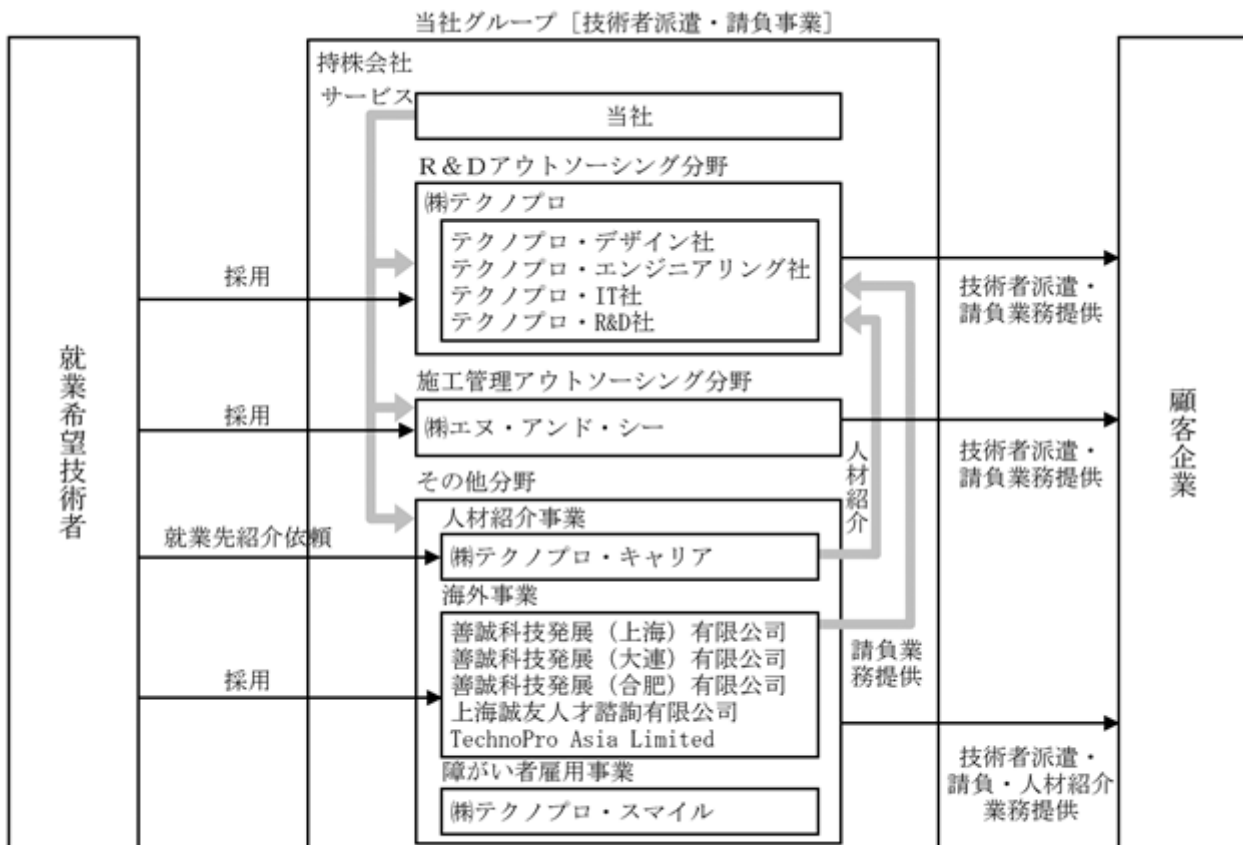 当社グループ［技術者派遣・請負事業］
持株会社
サービス
当社
Ｒ＆Ｄアウトソーシング分野
㈱テクノプロ
テクノプロ・デザイン社
テクノプロ・エンジニアリング社
テクノプロ・IT社
テクノプロ・R&D社
採用
技術者派遣・
請負業務提供
施工管理アウトソーシング分野
㈱エヌ・アンド・シー
採用
技術者派遣・
請負業務提供
就業希望技術者
顧客企業
人材紹介
その他分野
人材紹介事業
㈱テクノプロ・キャリア
就業先紹介依頼
海外事業
善誠科技発展（上海）有限公司
善誠科技発展（大連）有限公司
善誠科技発展（合肥）有限公司
上海誠友人才諮詢有限公司
TechnoPro Asia Limited
採用
請負業
務提供
障がい者雇用事業
㈱テクノプロ・スマイル
技術者派遣・
請負・人材紹介
業務提供